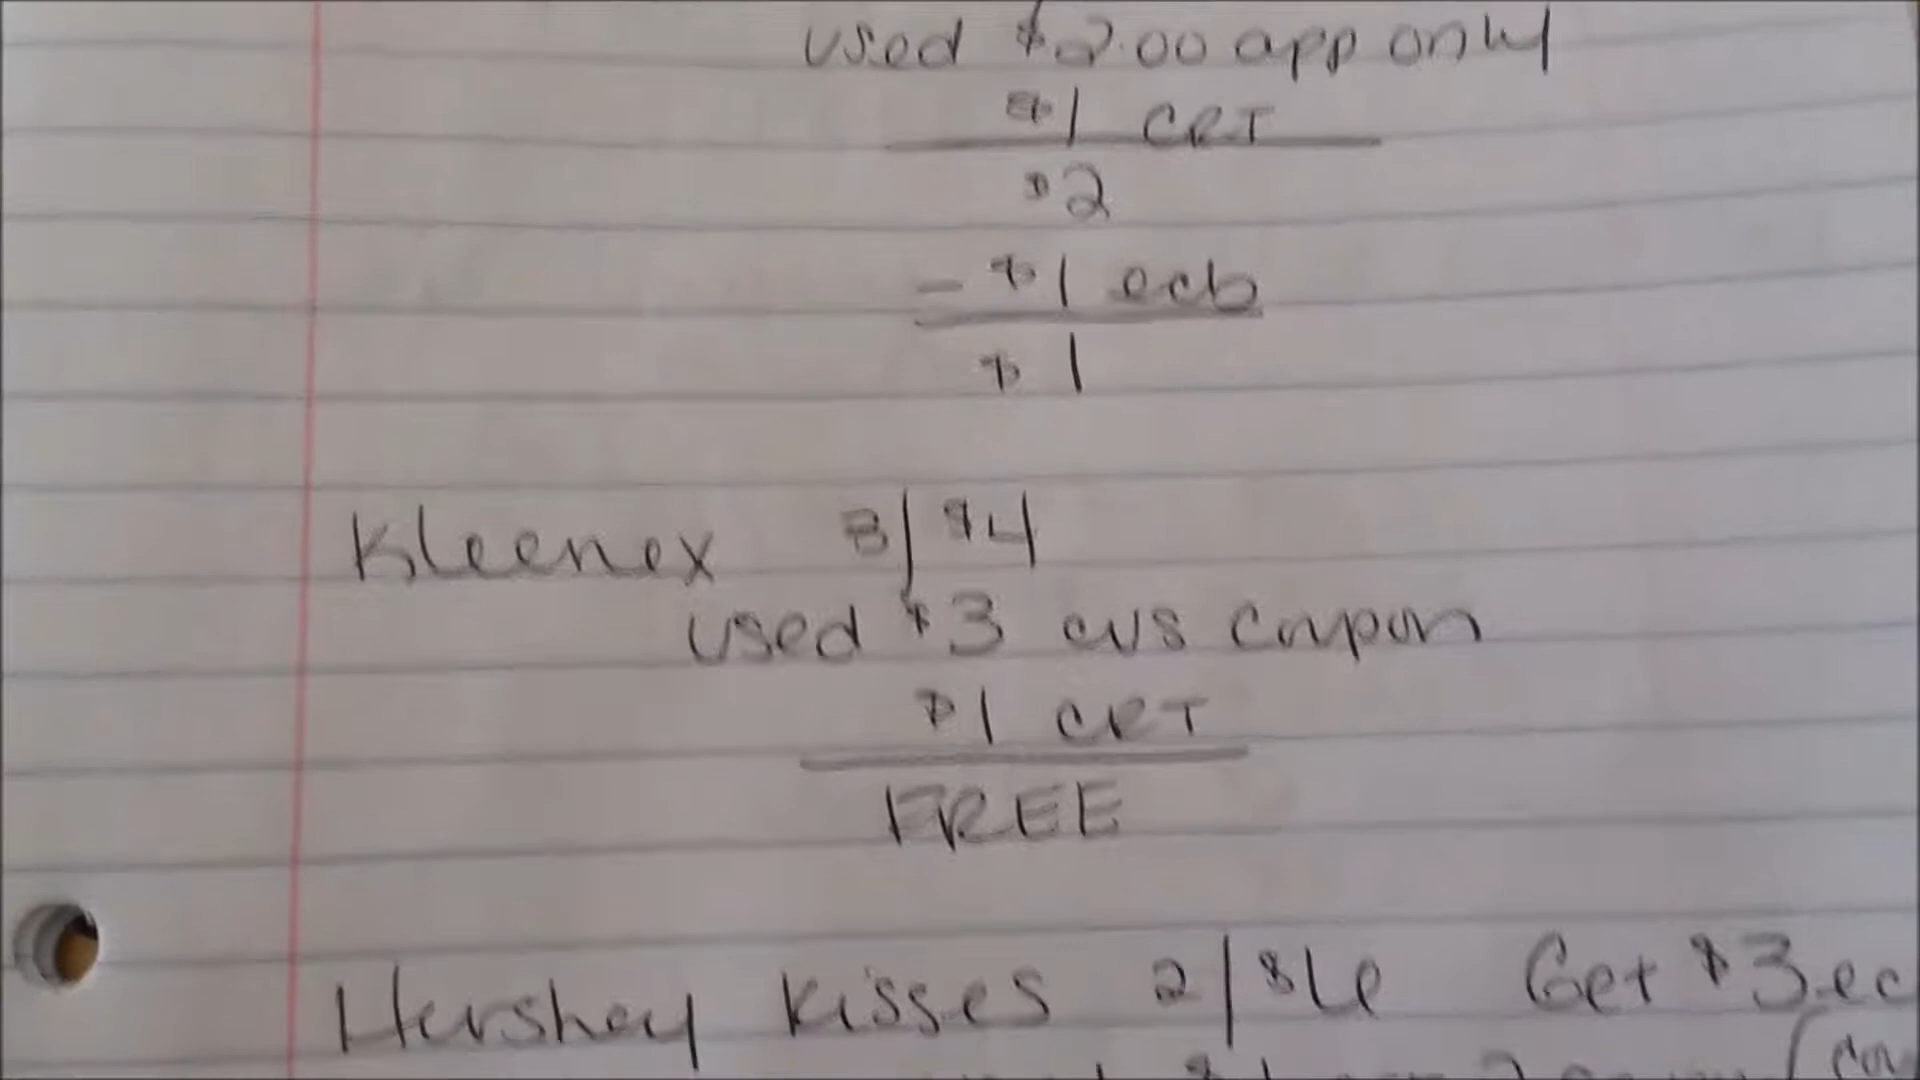 used $2.00 app only
$1 CRT
$2
- $1 ecb
$1
Kleenex 3/$4
used $3 cvs coupon
$1 CRT
FREE
Hershey Kisses 2/$6 Get $3 ec